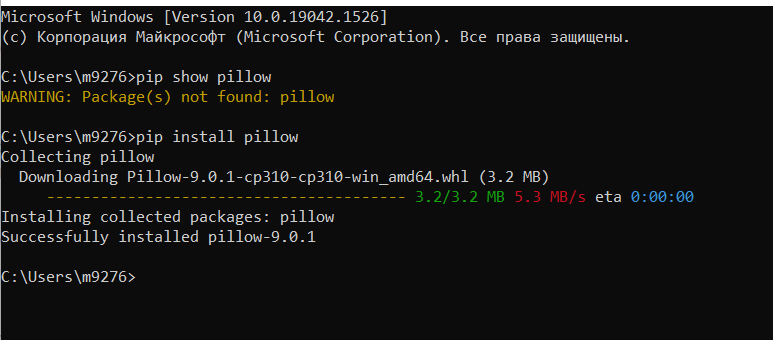 Microsoft Windows [Version 10.0.19042.1526]
(c) Корпорация Майкрософт (Microsoft Corporation). Все права защищены.
C:\Users\m9276>pip show pillow
WARNING: Package(s) not found: pillow
C:\Users\m9276>pip install pillow
Collecting pillow
  Downloading Pillow-9.0.1-cp310-cp310-win_amd64.whl (3.2 MB)
     ---------------------------------------- 3.2/3.2 MB 5.3 MB/s eta 0:00:00
Installing collected packages: pillow
Successfully installed pillow-9.0.1
C:\Users\m9276>